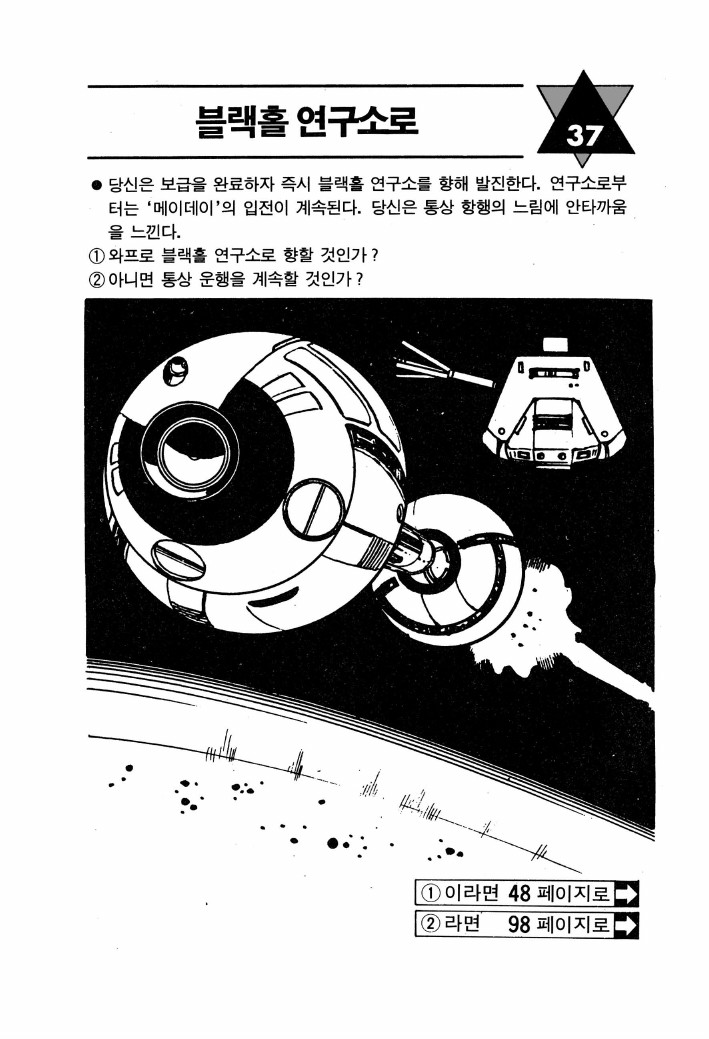 블랙홀 연구소로
37
● 당신은 보급을 완료하자 즉시 블랙홀 연구소를 향해 발진한다. 연구소로부
터는 ‘메이데이’의 입전이 계속된다. 당신은 통상 항행의 느림에 안타까움
을 느낀다.
① 와프로 블랙홀 연구소로 향할 것인가?
② 아니면 통상 운행을 계속할 것인가?
① 이라면 48 페이지로
② 라면 98 페이지로